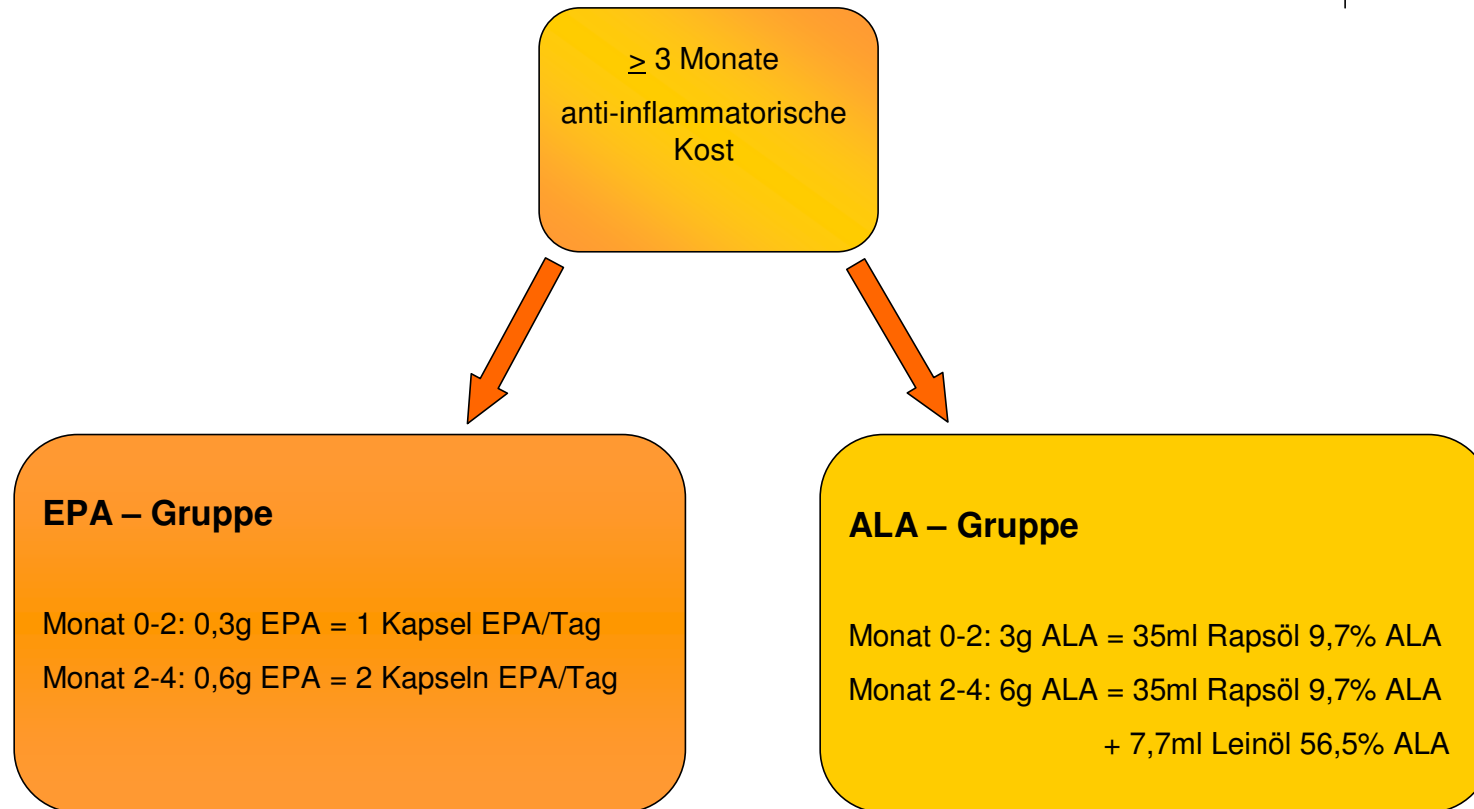 ≥ 3 Monate
anti-inflammatorische
Kost
EPA – Gruppe
Monat 0-2: 0,3g EPA = 1 Kapsel EPA/Tag
Monat 2-4: 0,6g EPA = 2 Kapseln EPA/Tag
ALA – Gruppe
Monat 0-2: 3g ALA = 35ml Rapsöl 9,7% ALA
Monat 2-4: 6g ALA = 35ml Rapsöl 9,7% ALA
+ 7,7ml Leinöl 56,5% ALA